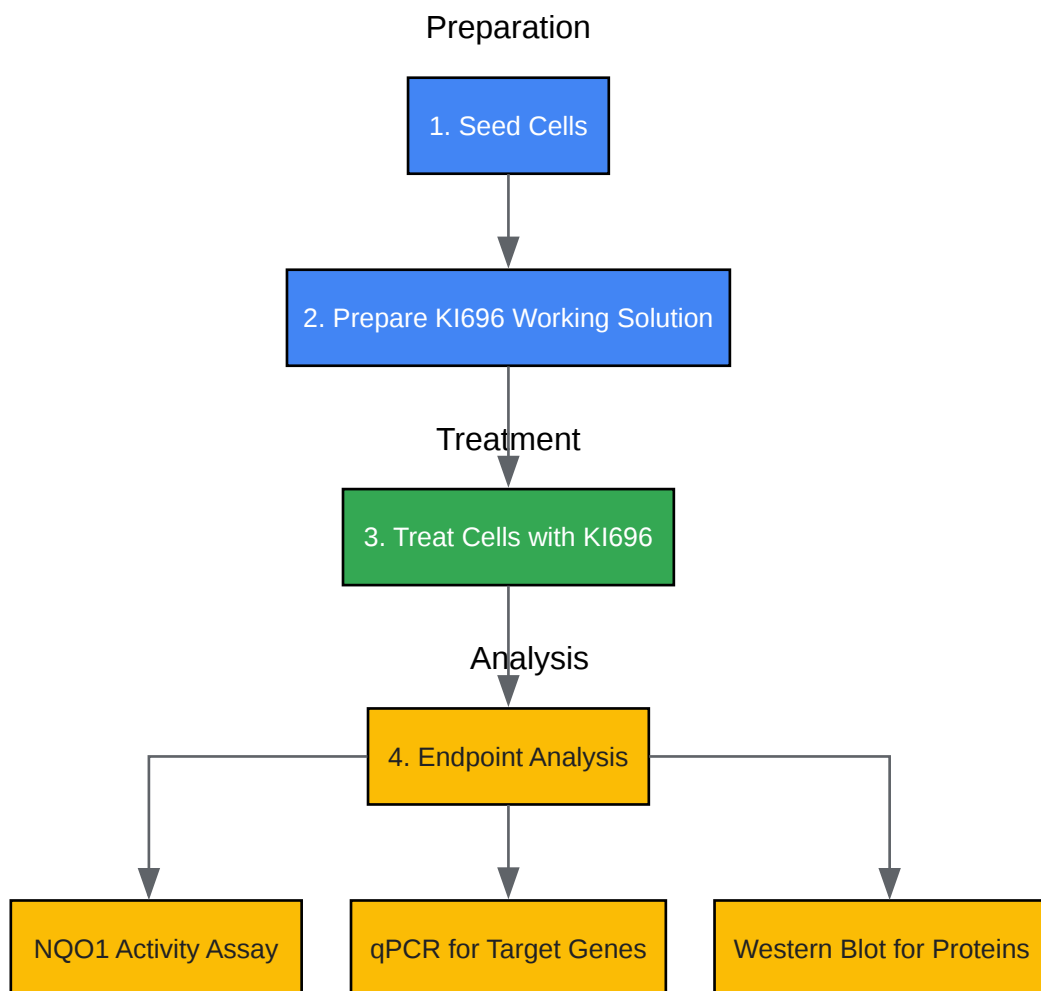 Preparation
1. Seed Cells
2. Prepare KI696 Working Solution
Treatment
3. Treat Cells with KI696
Analysis
4. Endpoint Analysis
NQO1 Activity Assay
qPCR for Target Genes
Western Blot for Proteins